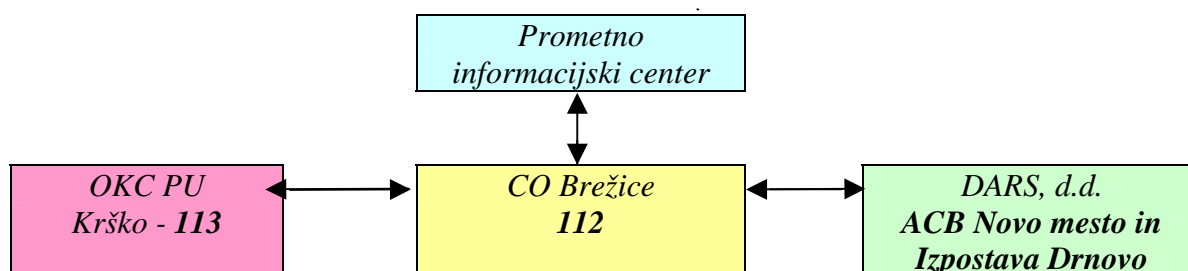 Prometno
informacijski center
OKC PU
Krško - 113
CO Brežice
112
DARS, d.d.
ACB Novo mesto in
Izpostava Drnovo